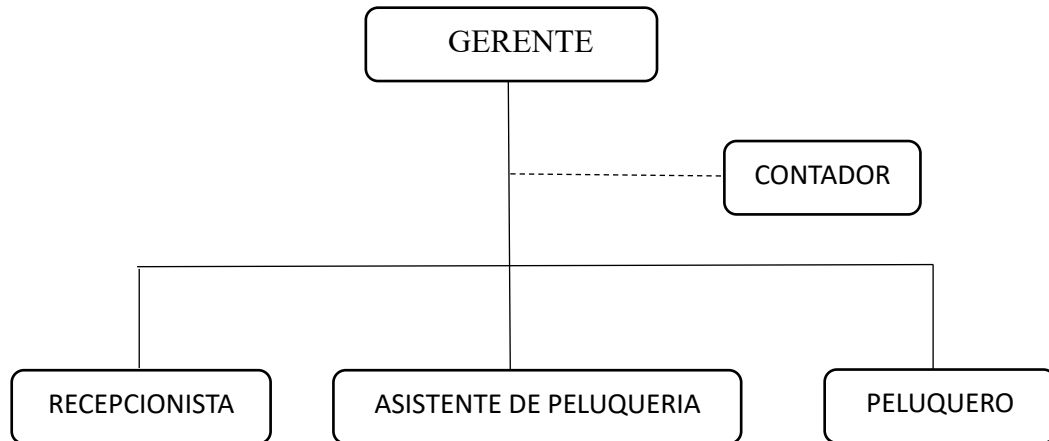 GERENTE
CONTADOR
RECEPCIONISTA
ASISTENTE DE PELUQUERIA
PELUQUERO